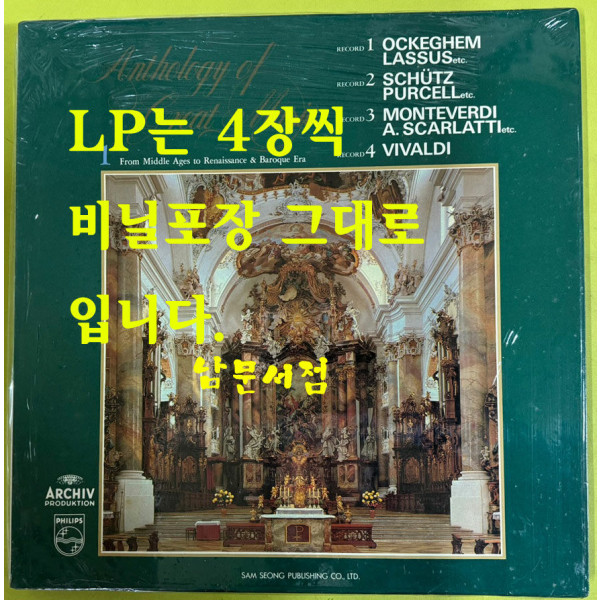 Anthology of
RECORD 1 OCKEGHEM
LASSUS etc.
RECORD 2 SCHÜTZ
PURCELL etc.
RECORD 3 MONTEVERDI
A. SCARLATTI etc.
RECORD 4 VIVALDI
LP는 4장씩
1 From Middle Ages to Renaissance & Baroque Era
비닐포장 그대로
입니다.
남문서점
ARCHIV
PRODUKTION
PHILIPS
SAM SEONG PUBLISHING CO., LTD.